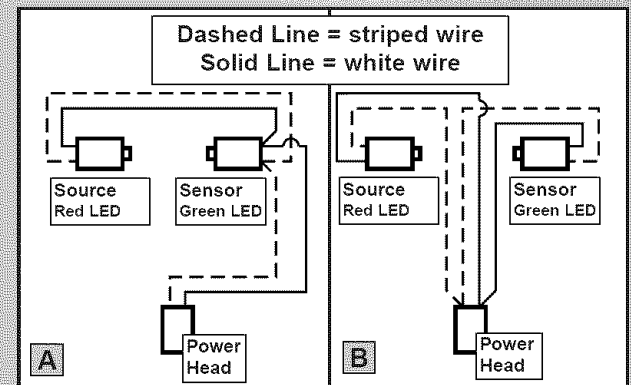 Dashed Line = striped wire
Solid Line = white wire
Source
Red LED
Sensor
Green LED
Power
Head
A
Source
Red LED
Sensor
Green LED
Power
Head
B